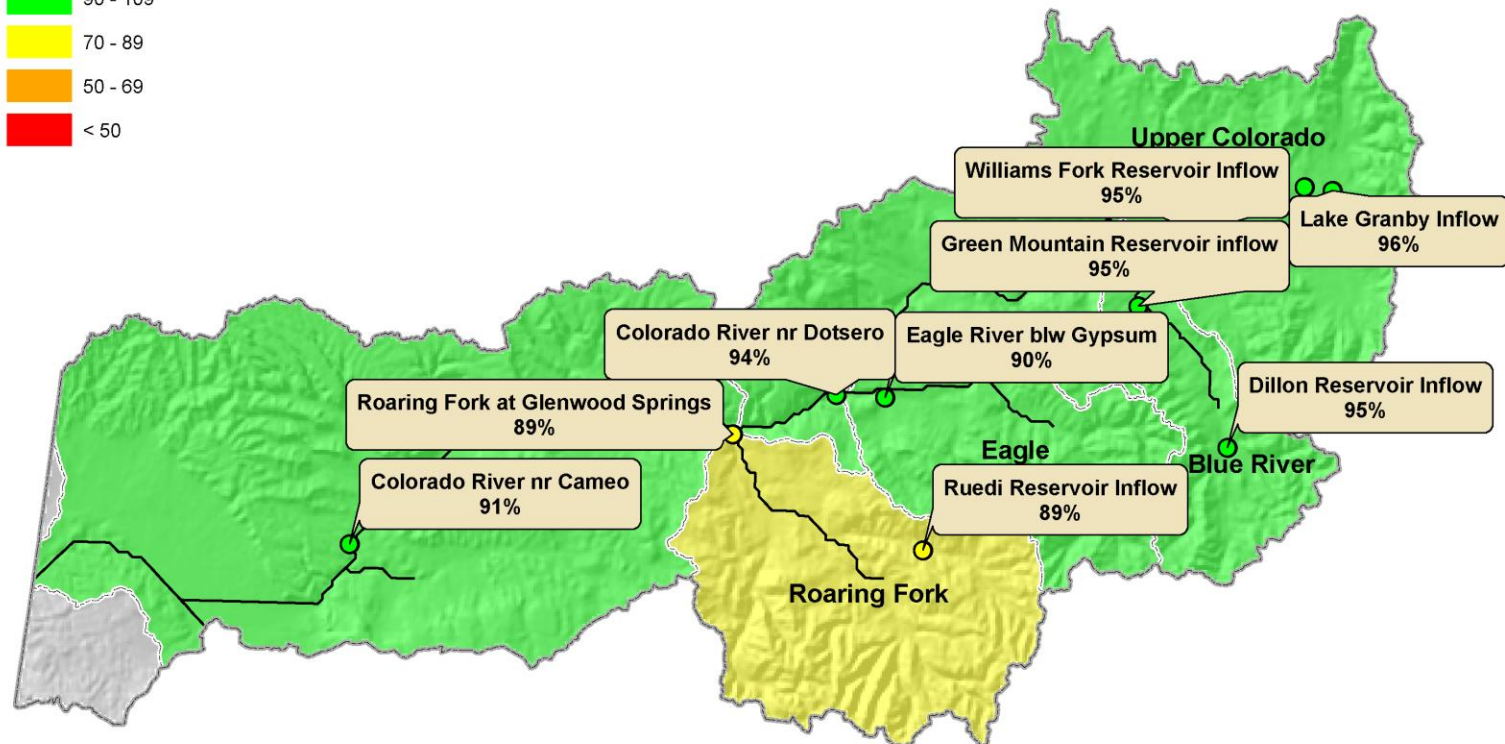 90 - 109
70 - 89
50 - 69
< 50
Upper Colorado
Williams Fork Reservoir Inflow
95%
Lake Granby Inflow
96%
Green Mountain Reservoir inflow
95%
Colorado River nr Dotsero
94%
Eagle River blw Gypsum
90%
Dillon Reservoir Inflow
95%
Roaring Fork at Glenwood Springs
89%
Eagle
Blue River
Colorado River nr Cameo
91%
Ruedi Reservoir Inflow
89%
Roaring Fork